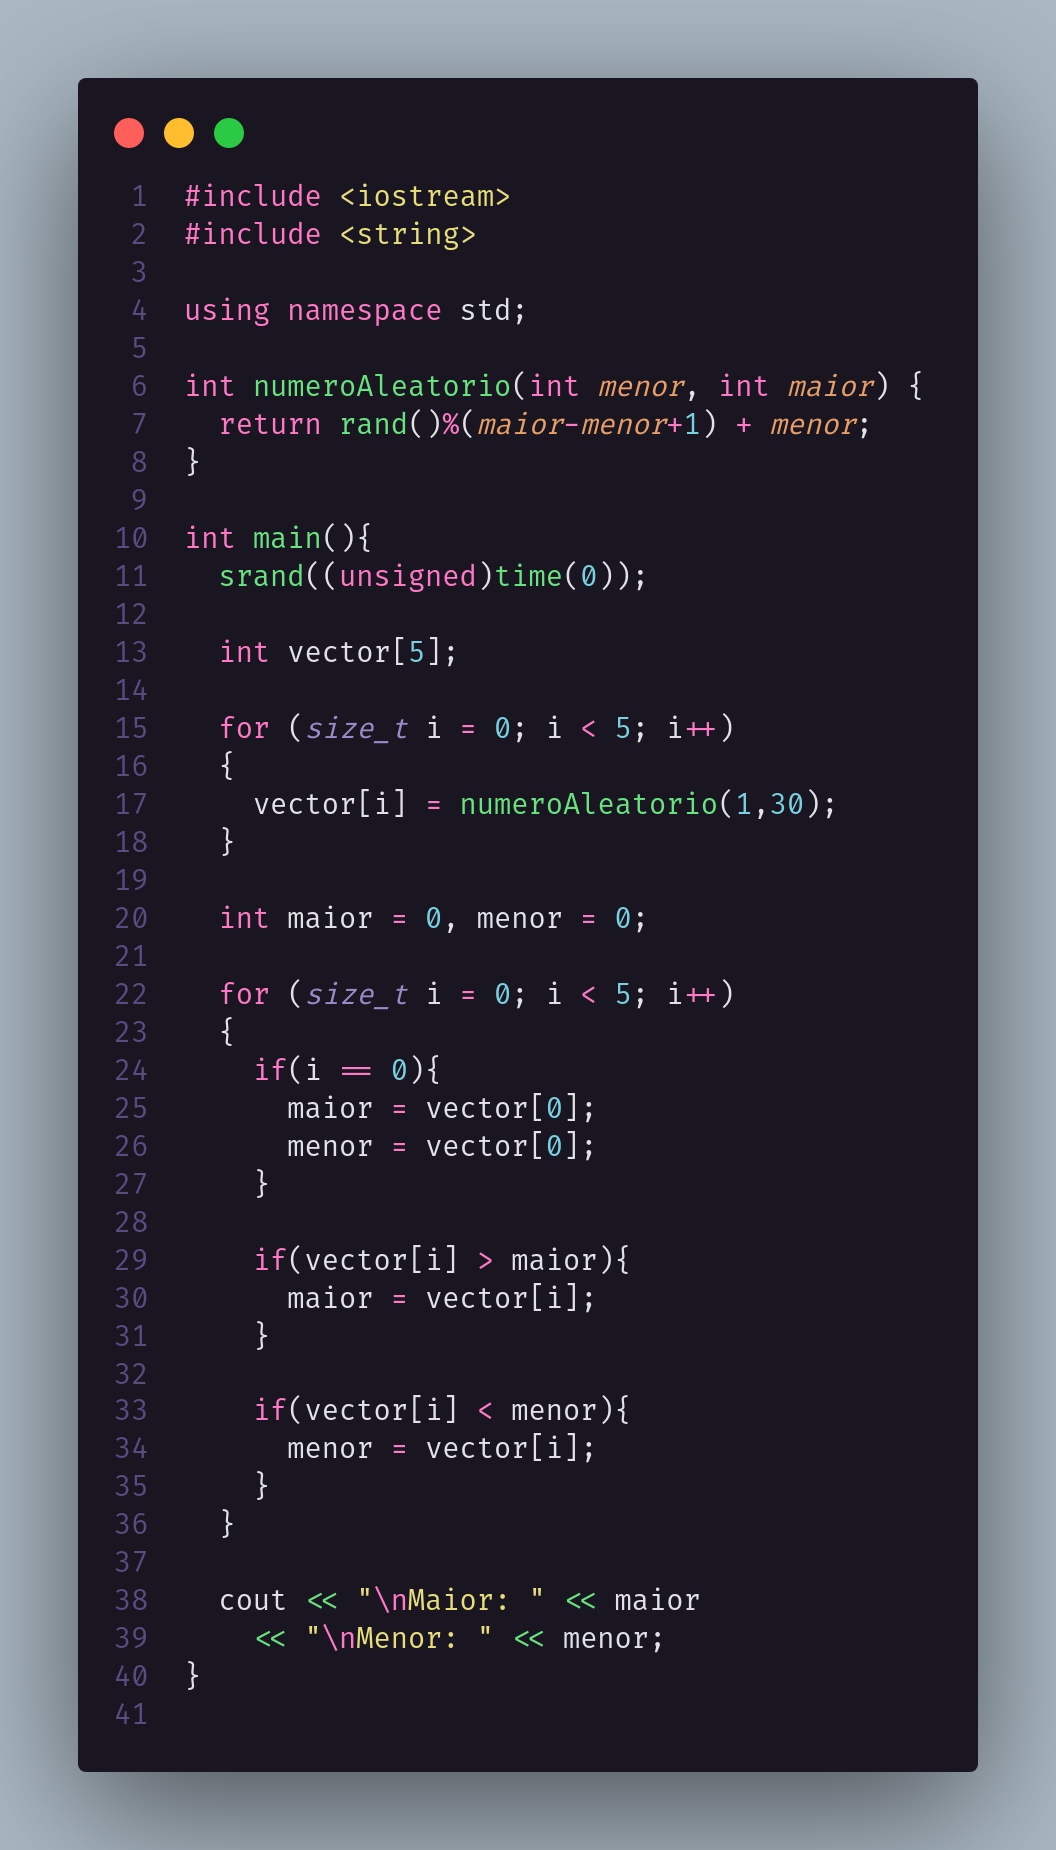 1 #include <iostream>
2 #include <string>
3
4 using namespace std;
5
6 int numeroAleatorio(int menor, int maior) {
7   return rand()%(maior-menor+1) + menor;
8 }
9
10 int main(){
11   srand((unsigned)time(0));
12
13   int vector[5];
14
15   for (size_t i = 0; i < 5; i++)
16   {
17     vector[i] = numeroAleatorio(1,30);
18   }
19
20   int maior = 0, menor = 0;
21
22   for (size_t i = 0; i < 5; i++)
23   {
24     if(i == 0){
25       maior = vector[0];
26       menor = vector[0];
27     }
28
29     if(vector[i] > maior){
30       maior = vector[i];
31     }
32
33     if(vector[i] < menor){
34       menor = vector[i];
35     }
36   }
37
38   cout << "\nMaior: " << maior
39     << "\nMenor: " << menor;
40 }
41